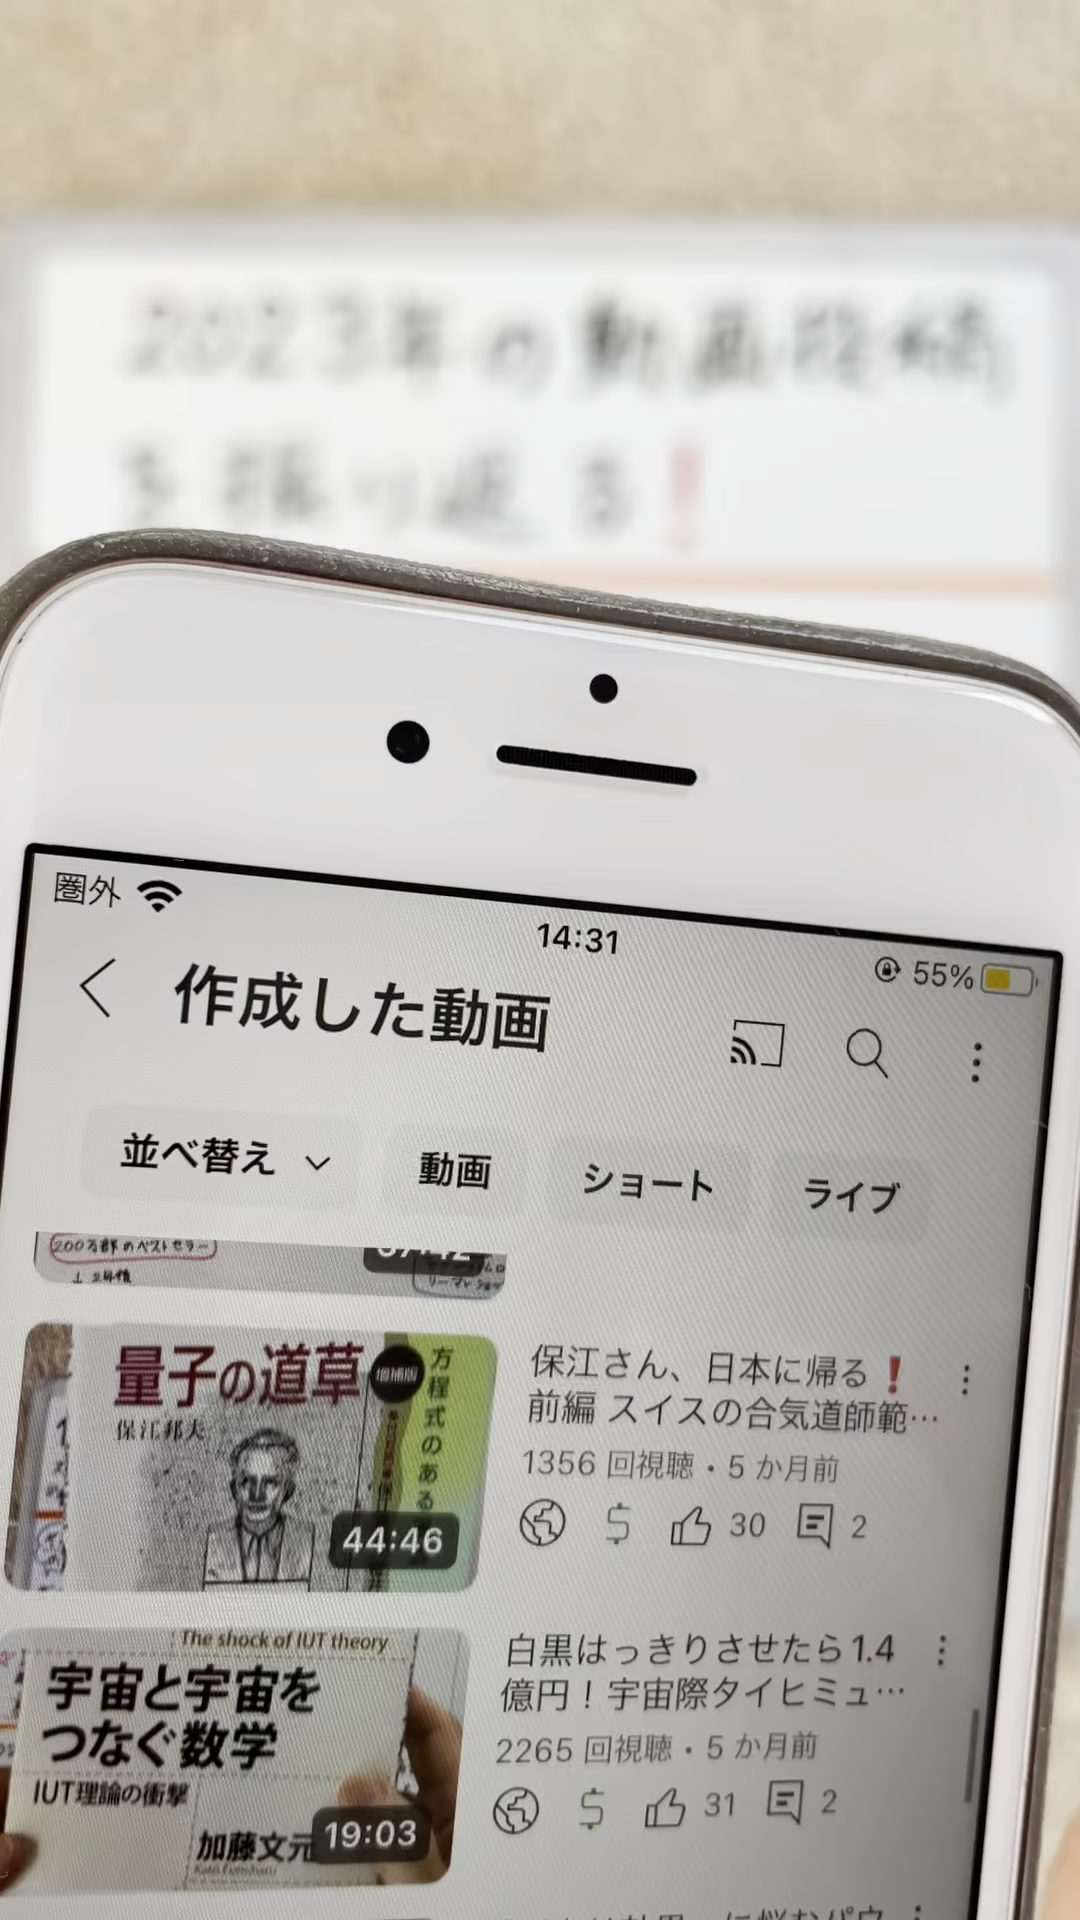 2023年の動画投稿
を振り返る❗
圏外
14:31
55%
作成した動画
並べ替え
動画
ショート
ライブ
200万部のベストセラー
量子の道草
増補版
方程式のある
保江邦夫
44:46
保江さん、日本に帰る❗
前編 スイスの合気道師範…
1356 回視聴・5 か月前
30
2
The shock of IUT theory
宇宙と宇宙を
つなぐ数学
IUT理論の衝撃
加藤文元
Kato Fumiharu
19:03
白黒はっきりさせたら1.4
億円！宇宙際タイヒミュ…
2265 回視聴・5 か月前
31
2